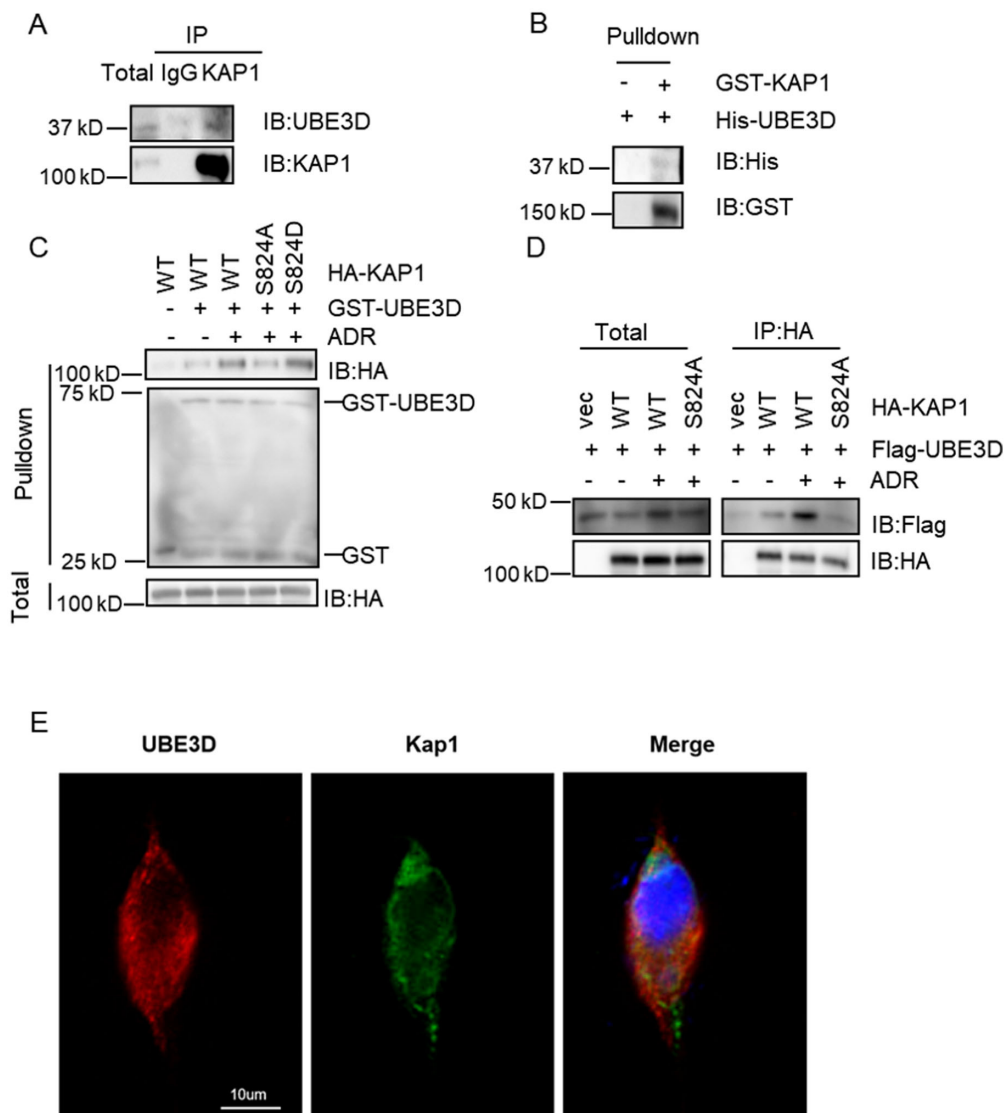 A
IP
Total IgG KAP1
37 kD
IB:UBE3D
100 kD
IB:KAP1
B
Pulldown
- + GST-KAP1
+ + His-UBE3D
37 kD
IB:His
150 kD
IB:GST
C
WT WT WT S824A S824D
HA-KAP1
- + + + + GST-UBE3D
- - + + + ADR
Pulldown
100 kD
IB:HA
75 kD
GST-UBE3D
25 kD
GST
Total
100 kD
IB:HA
D
Total IP:HA
vec WT WT S824A vec WT WT S824A
HA-KAP1
+ + + + + + + + Flag-UBE3D
- - + + - - + + ADR
50 kD
IB:Flag
100 kD
IB:HA
E
UBE3D Kap1 Merge
10um